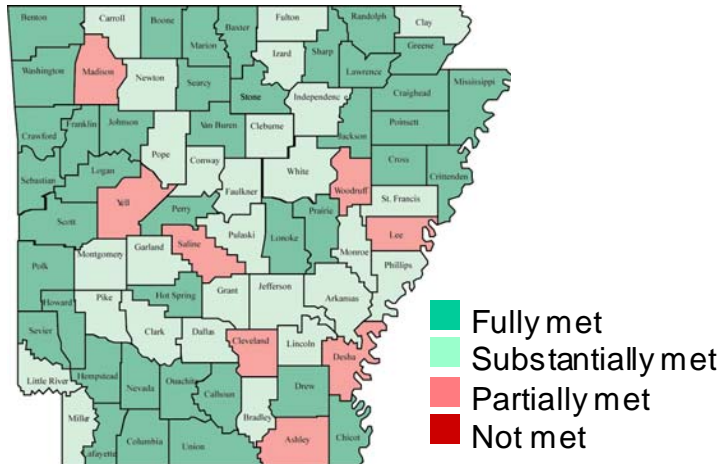 Benton
Carroll
Boone
Baxter
Fulton
Randolph
Clay
Marion
Izard
Sharp
Greene
Washington
Madison
Newton
Searcy
Stone
Lawrence
Mississippi
Independence
Craighead
Crawford
Franklin
Johnson
Van Buren
Cleburne
Jackson
Poinsett
Pope
Conway
White
Cross
Crittenden
Sebastian
Logan
Faulkner
Woodruff
St. Francis
Scott
Yell
Perry
Prairie
Lee
Saline
Pulaski
Lonoke
Monroe
Phillips
Montgomery
Garland
Polk
Hot Spring
Grant
Jefferson
Arkansas
Howard
Pike
Fully met
Sevier
Clark
Dallas
Cleveland
Lincoln
Desha
Substantially met
Little River
Hempstead
Nevada
Ouachita
Calhoun
Drew
Partially met
Bradley
Lafayette
Columbia
Union
Ashley
Chicot
Not met